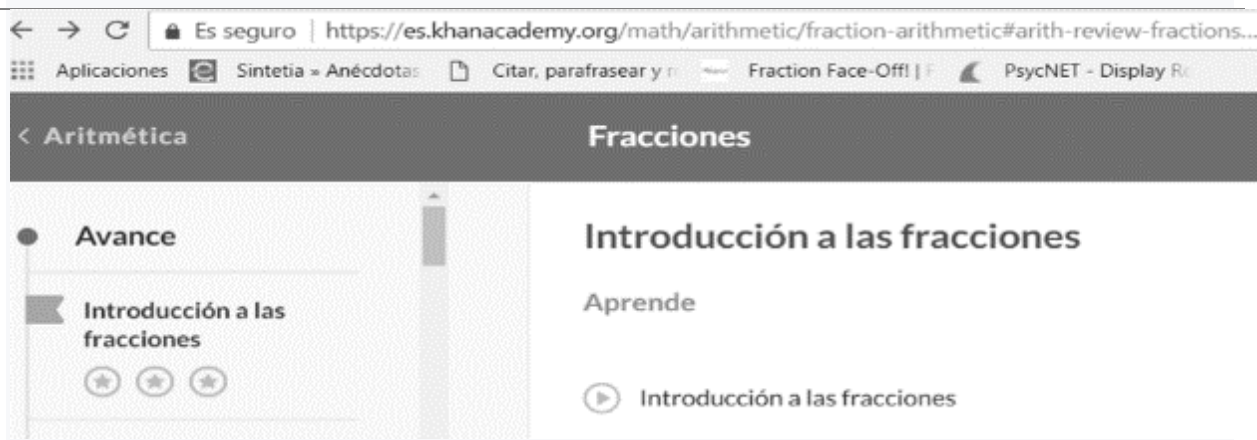 Es seguro | https://es.khanacademy.org/math/arithmetic/fraction-arithmetic#arith-review-fractions...
Aplicaciones Sintetia » Anécdotas Citar, parafrasear y Fraction Face-Off! | PsycNET - Display
< Aritmética
Fracciones
Avance
Introducción a las
fracciones
Introducción a las fracciones
Aprende
Introducción a las fracciones